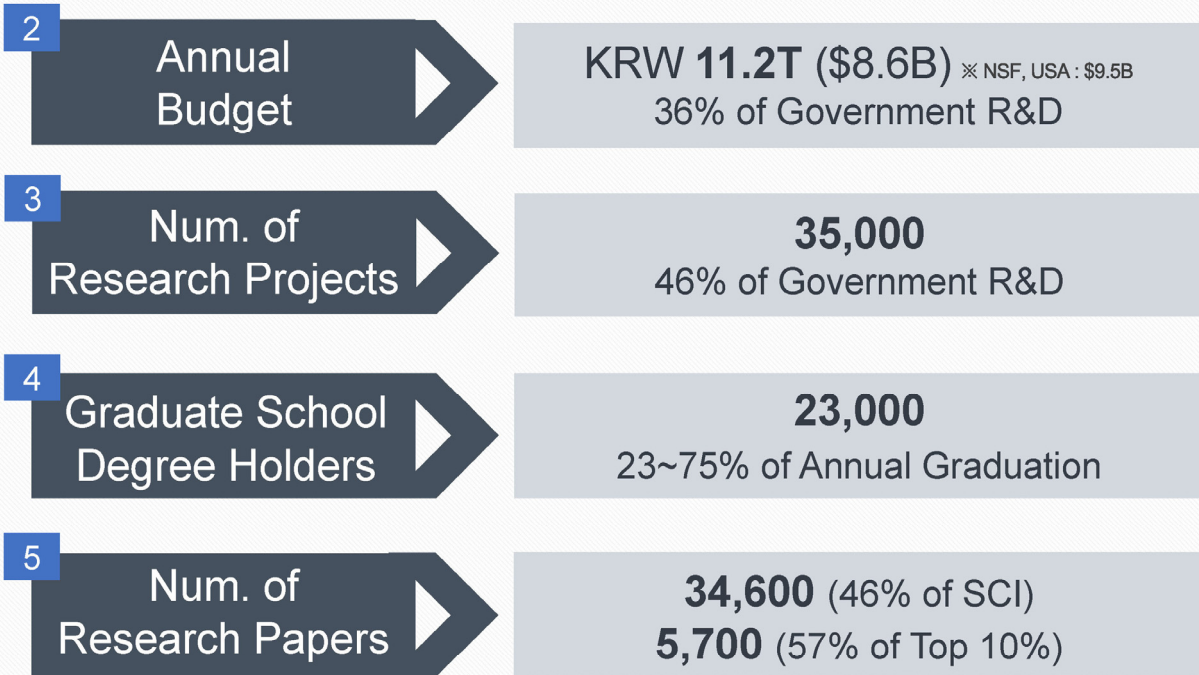 2
Annual
Budget
KRW 11.2T ($8.6B) ※ NSF, USA : $9.5B
36% of Government R&D
3
Num. of
Research Projects
35,000
46% of Government R&D
4
Graduate School
Degree Holders
23,000
23~75% of Annual Graduation
5
Num. of
Research Papers
34,600 (46% of SCI)
5,700 (57% of Top 10%)